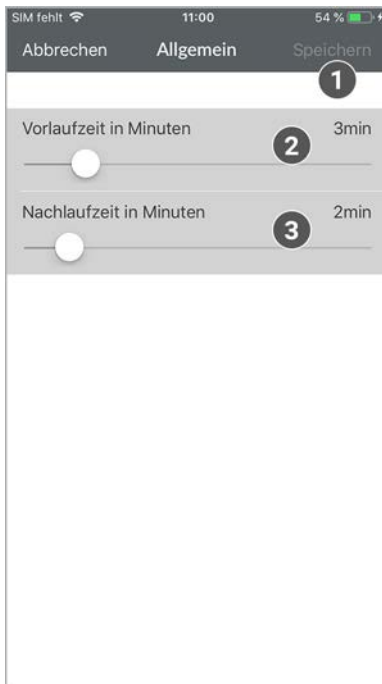 SIM fehlt 11:00 54 %
Abbrechen Allgemein Speichern
1
Vorlaufzeit in Minuten 2 3min
Nachlaufzeit in Minuten 3 2min